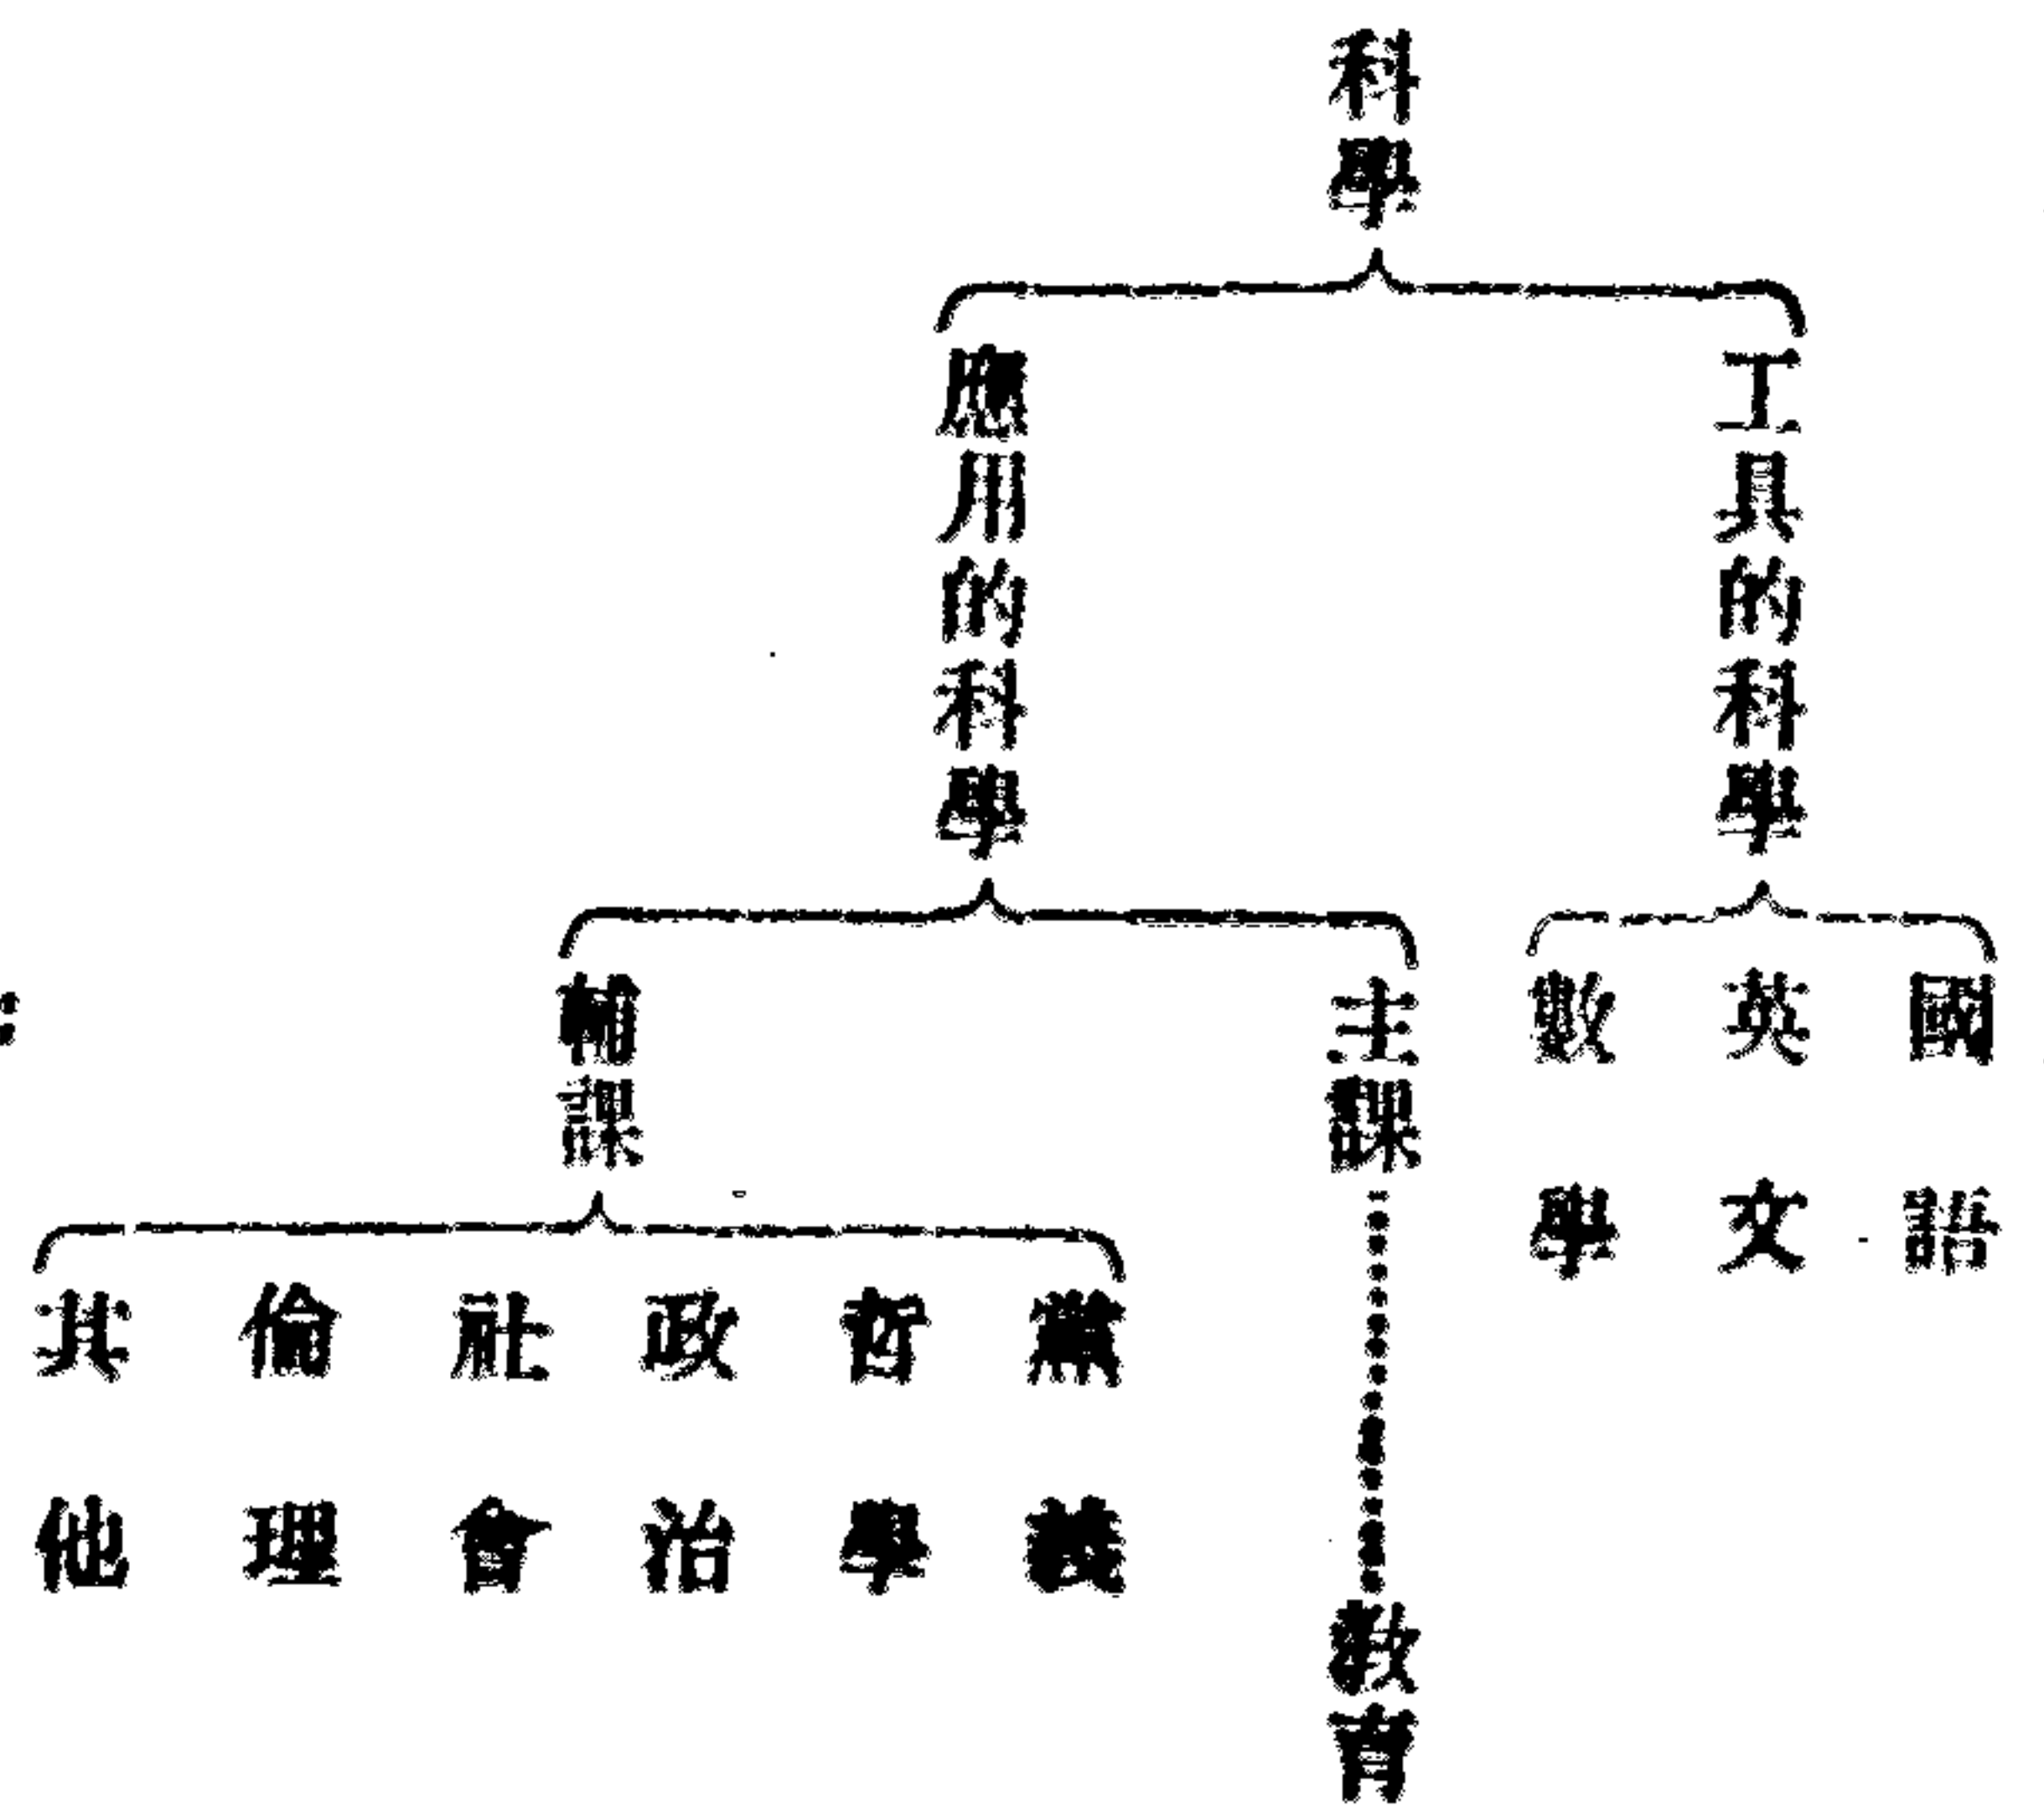 科學
工具的科學
國語
英文
數學
應用的科學
主課
教育
輔課
黨義
哲學
政治
社會
倫理
其他